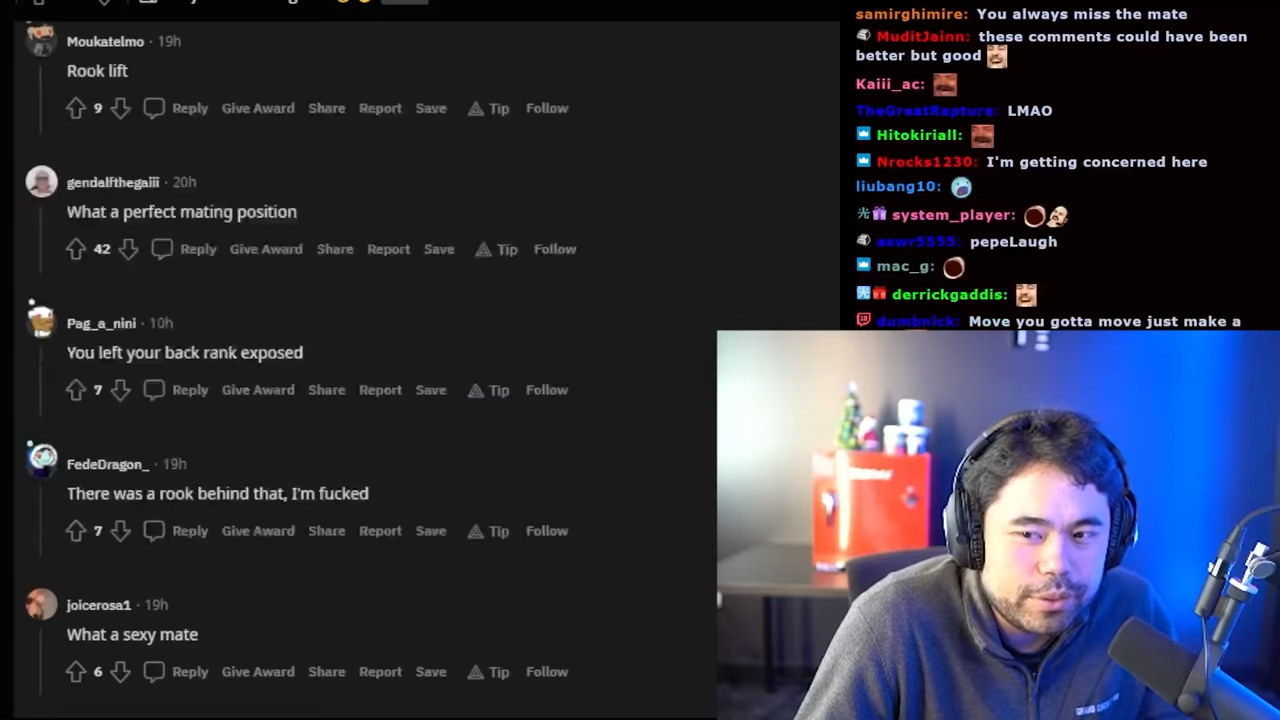 Moukatelmo · 19h
Rook lift
9 Reply Give Award Share Report Save Tip Follow
gendalfthegaiii · 20h
What a perfect mating position
42 Reply Give Award Share Report Save Tip Follow
Pag_a_nini · 10h
You left your back rank exposed
7 Reply Give Award Share Report Save Tip Follow
FedeDragon_ · 19h
There was a rook behind that, I'm fucked
7 Reply Give Award Share Report Save Tip Follow
joicerosa1 · 19h
What a sexy mate
6 Reply Give Award Share Report Save Tip Follow
samirghimire: You always miss the mate
MuditJainn: these comments could have been
better but good
Kaiii_ac:
TheGreatRapture: LMAO
Hitokiriall:
Nrocks1230: I'm getting concerned here
liubang10:
system_player:
aswr5555: pepeLaugh
mac_g:
derrickgaddis:
dumbnick: Move you gotta move just make a